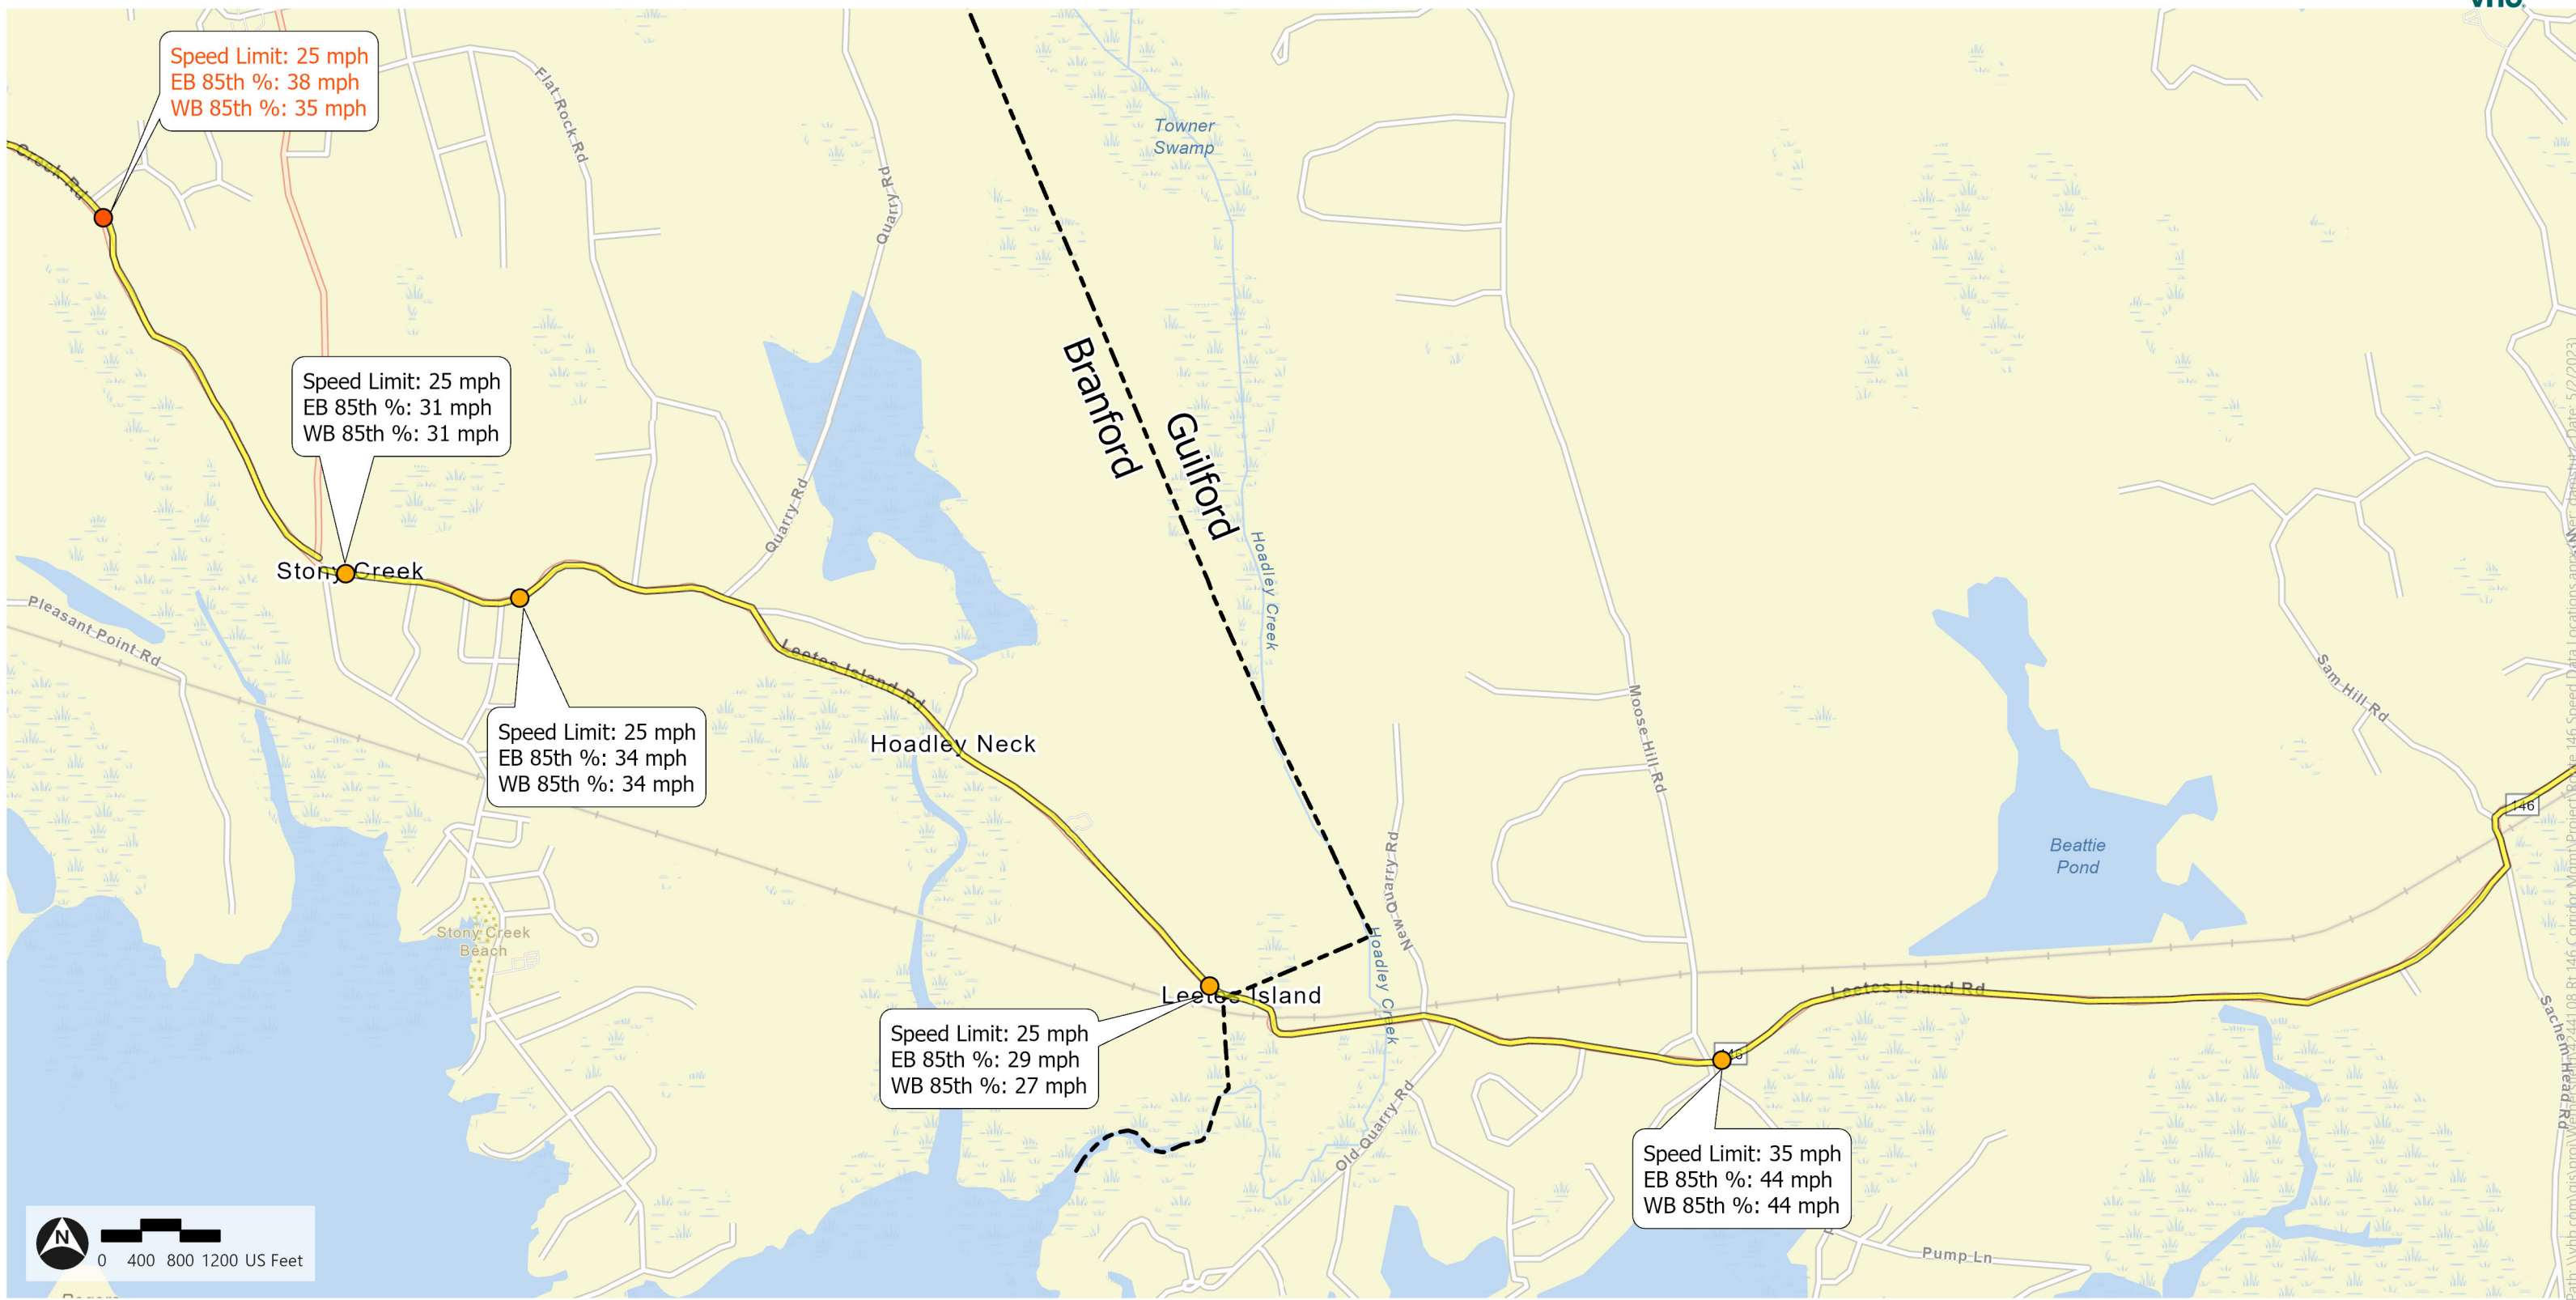 vhb
Speed Limit: 25 mph
EB 85th %: 38 mph
WB 85th %: 35 mph
Flat Rock Rd
Creek Rd
Quarry Rd
Towner
Swamp
Speed Limit: 25 mph
EB 85th %: 31 mph
WB 85th %: 31 mph
Branford
Guilford
Quarry Rd
Hoadley Creek
Stony Creek
Pleasant Point Rd
Leetes Island Rd
Moose Hill Rd
Sam Hill Rd
Speed Limit: 25 mph
EB 85th %: 34 mph
WB 85th %: 34 mph
Hoadley Neck
146
Beattie
Pond
New Quarry Rd
Stony Creek
Beach
Hoadley Creek
Leetes Island
Leetes Island Rd
Sachem Head Rd
Speed Limit: 25 mph
EB 85th %: 29 mph
WB 85th %: 27 mph
146
Old Quarry Rd
Speed Limit: 35 mph
EB 85th %: 44 mph
WB 85th %: 44 mph
Pump Ln
N
0 400 800 1200 US Feet